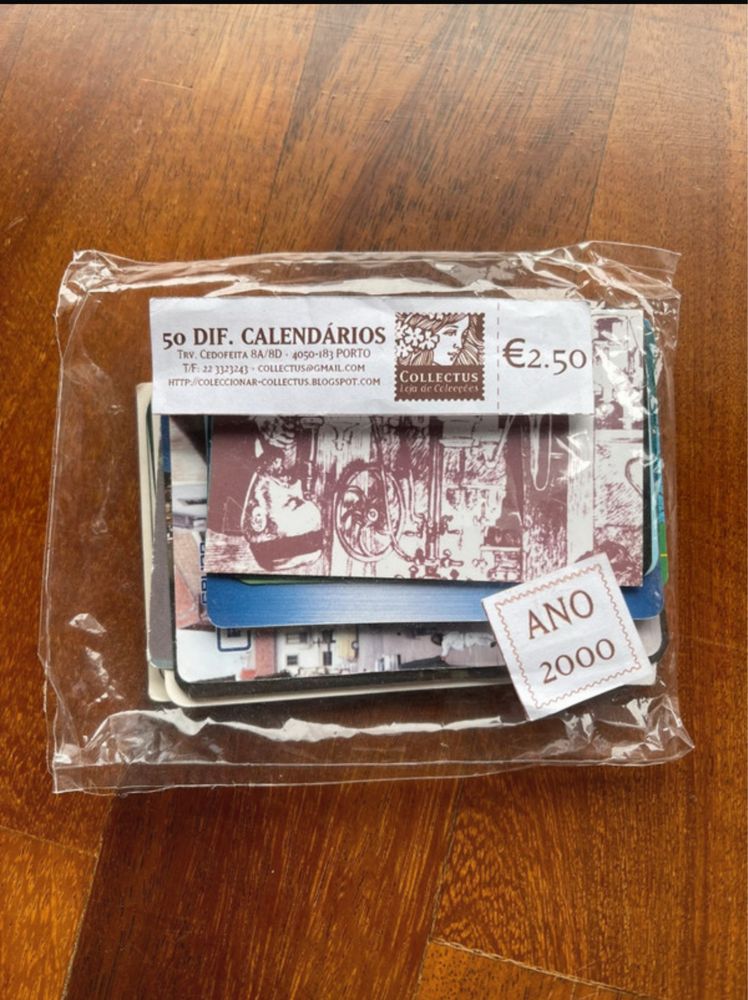 50 DIF. CALENDÁRIOS
TRV. CEDOFEITA 8A/8D - 4050-183 PORTO
T/F: 22 3323243 - COLLECTUS@GMAIL.COM
HTTP://COLECCIONAR-COLLECTUS.BLOGSPOT.COM
COLLECTUS
Loja de Colecções
€2.50
ANO
2000